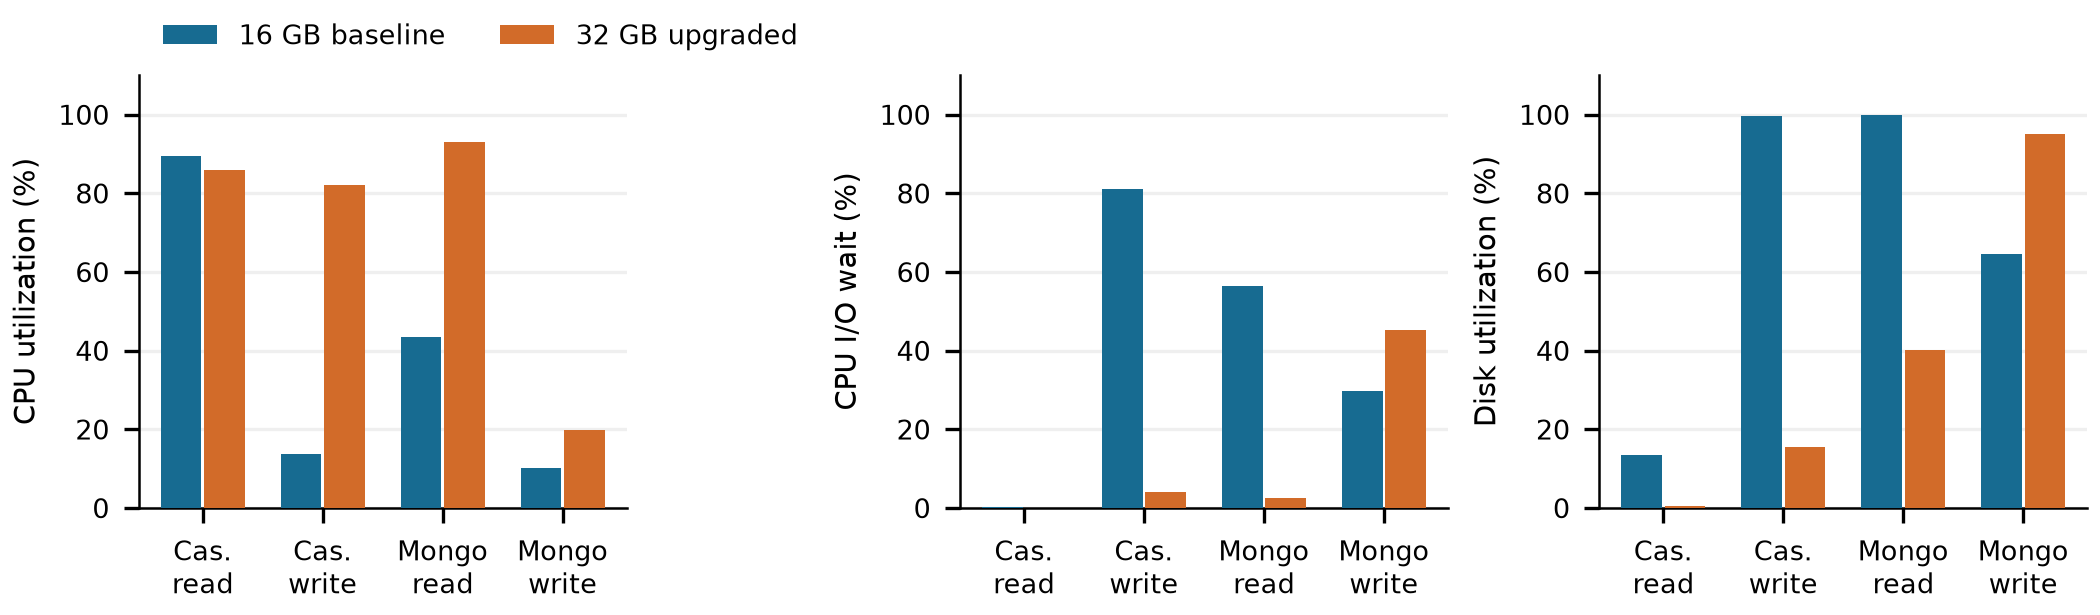 16 GB baseline
32 GB upgraded
CPU utilization (%)
100
80
60
40
20
0
Cas.
read
Cas.
write
Mongo
read
Mongo
write
CPU I/O wait (%)
100
80
60
40
20
0
Cas.
read
Cas.
write
Mongo
read
Mongo
write
Disk utilization (%)
100
80
60
40
20
0
Cas.
read
Cas.
write
Mongo
read
Mongo
write